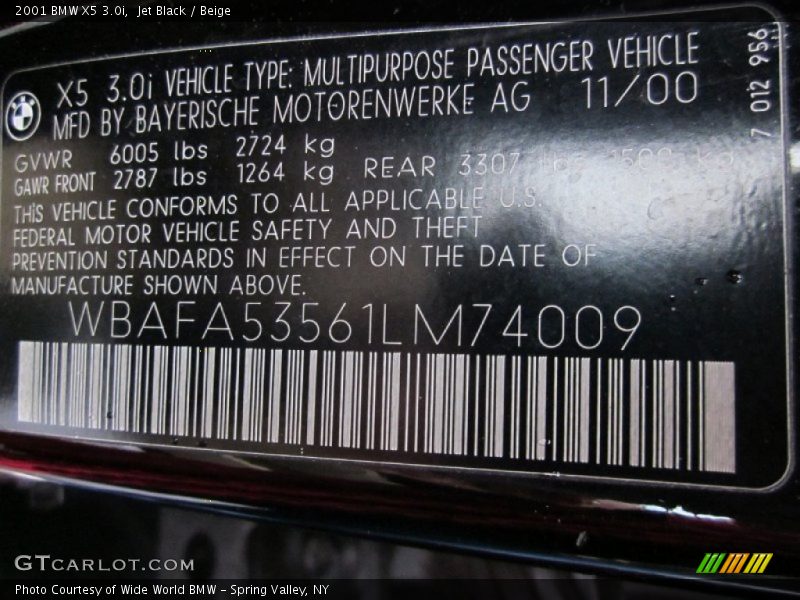 2001 BMW X5 3.0i, Jet Black / Beige
X5 3.0i VEHICLE TYPE: MULTIPURPOSE PASSENGER VEHICLE
MFD BY BAYERISCHE MOTORENWERKE AG 11/00
7 012 956
GVWR 6005 lbs 2724 kg
GAWR FRONT 2787 lbs 1264 kg REAR 3307 lbs
THIS VEHICLE CONFORMS TO ALL APPLICABLE U.S.
FEDERAL MOTOR VEHICLE SAFETY AND THEFT
PREVENTION STANDARDS IN EFFECT ON THE DATE OF
MANUFACTURE SHOWN ABOVE.
WBAFA53561LM74009
GTCARLOT.COM
Photo Courtesy of Wide World BMW - Spring Valley, NY